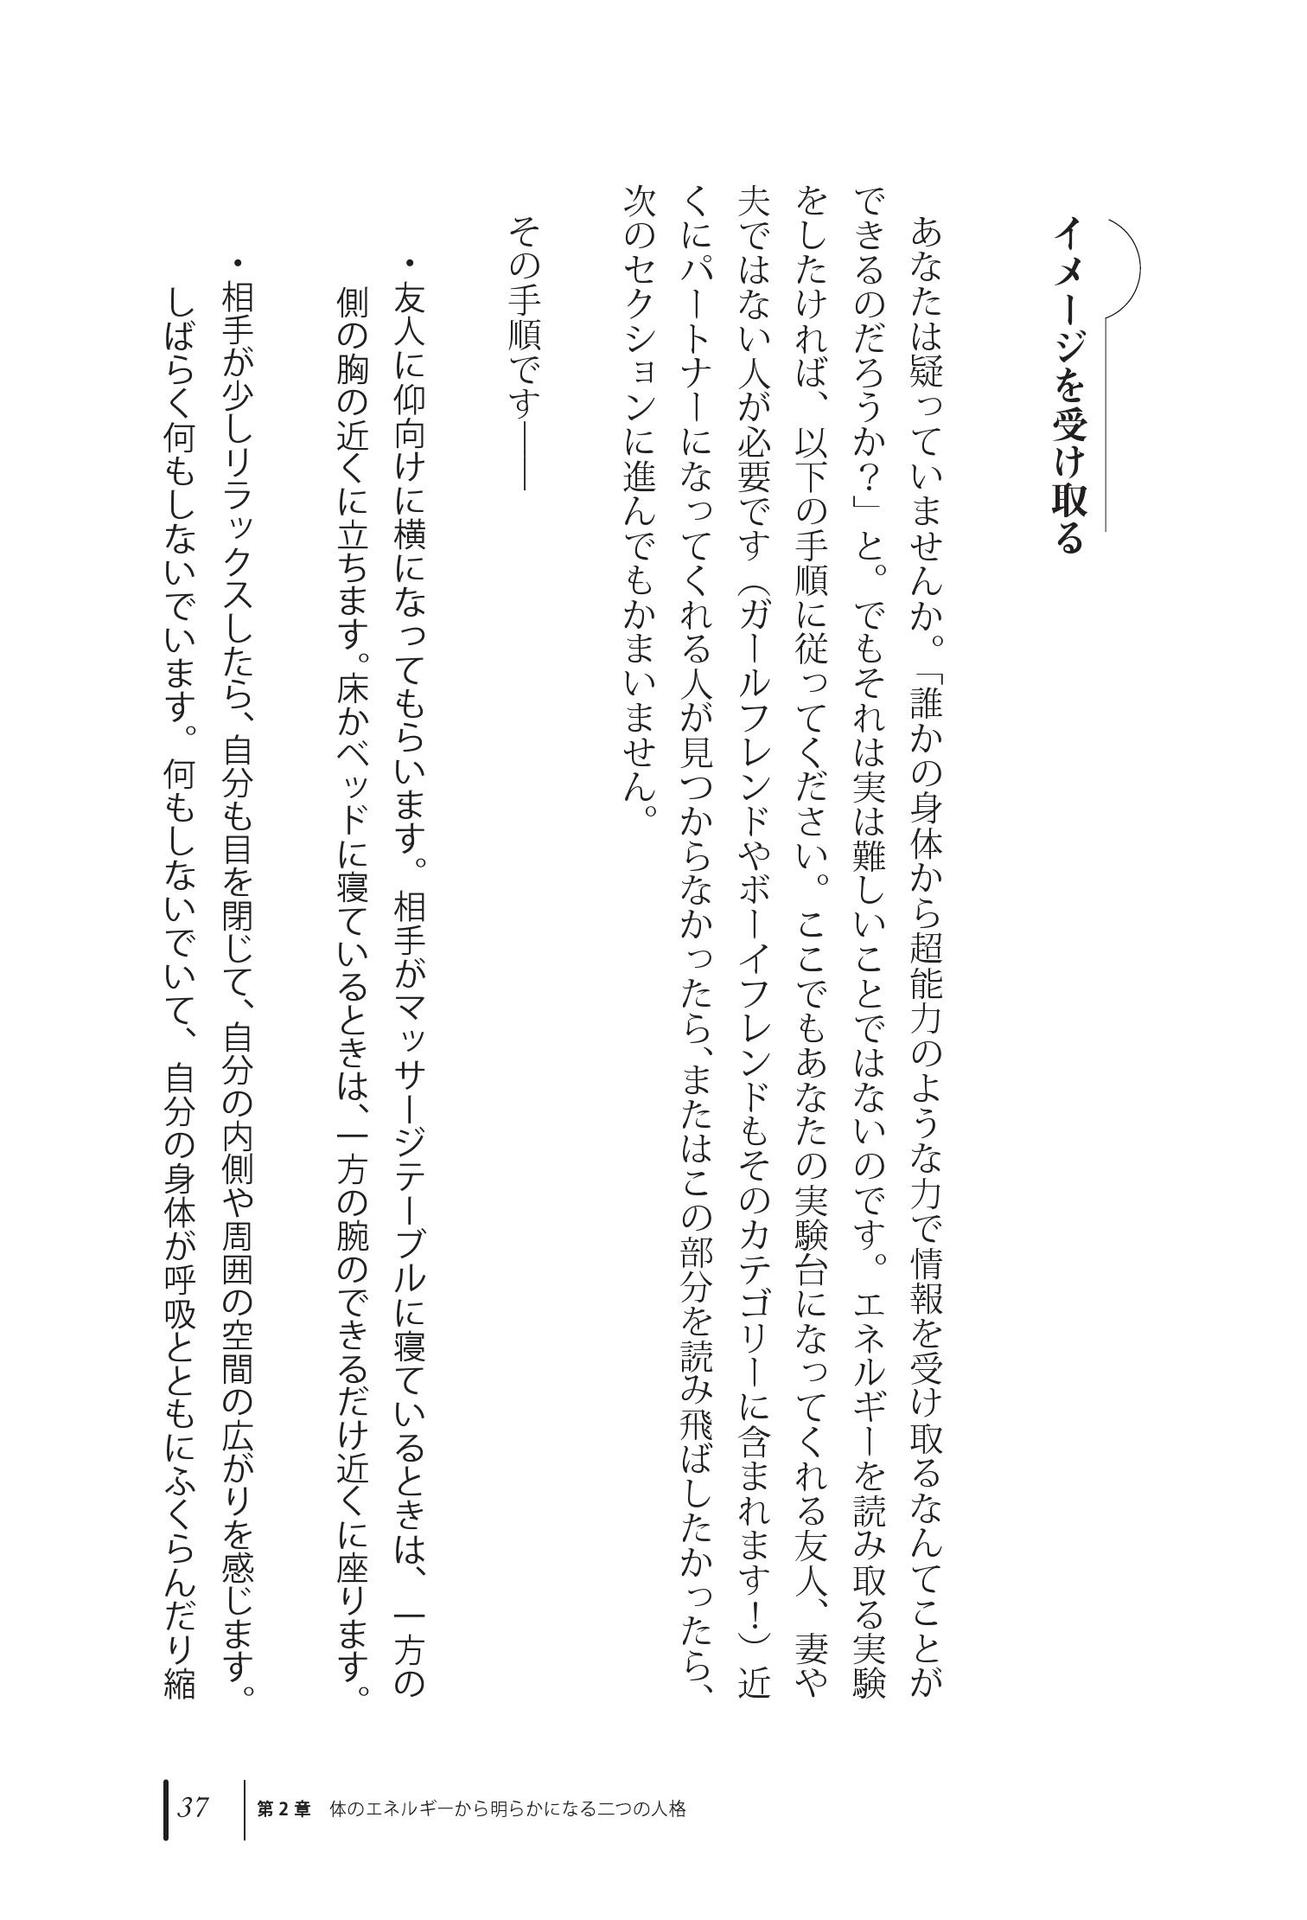 イメージを受け取る
あなたは疑っていませんか。「誰かの身体から超能力のような力で情報を受け取るなんてことが
できるのだろうか？」と。でもそれは実は難しいことではないのです。エネルギーを読み取る実験
をしたければ、以下の手順に従ってください。ここでもあなたの実験台になってくれる友人、妻や
夫ではない人が必要です（ガールフレンドやボーイフレンドもそのカテゴリーに含まれます！）近
くにパートナーになってくれる人が見つからなかったら、またはこの部分を読み飛ばしたかったら、
次のセクションに進んでもかまいません。
その手順です――
・友人に仰向けに横になってもらいます。相手がマッサージテーブルに寝ているときは、一方の
側の胸の近くに立ちます。床かベッドに寝ているときは、一方の腕のできるだけ近くに座ります。
・相手が少しリラックスしたら、自分も目を閉じて、自分の内側や周囲の空間の広がりを感じます。
しばらく何もしないでいます。何もしないでいて、自分の身体が呼吸とともにふくらんだり縮
37 第2章 体のエネルギーから明らかになる二つの人格